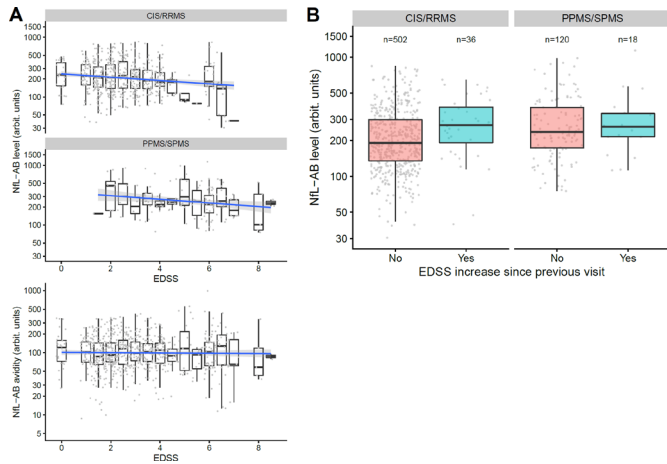 A
CIS/RRMS
NfL-AB level (arbit. units)
1500
1000
500
300
200
100
50
30
PPMS/SPMS
1500
1000
500
300
200
100
50
30
0 2 4 6 8
EDSS
NfL-AB avidity (arbit. units)
1000
500
300
200
100
50
30
20
10
5
0 2 4 6 8
EDSS
B
CIS/RRMS PPMS/SPMS
n=502 n=36 n=120 n=18
NfL-AB level (arbit. units)
1500
1000
500
300
200
100
50
30
No Yes No Yes
EDSS increase since previous visit